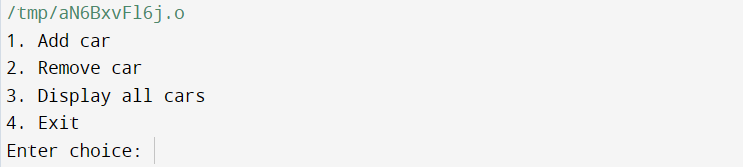 /tmp/aN6BxvFl6j.o
1. Add car
2. Remove car
3. Display all cars
4. Exit
Enter choice: